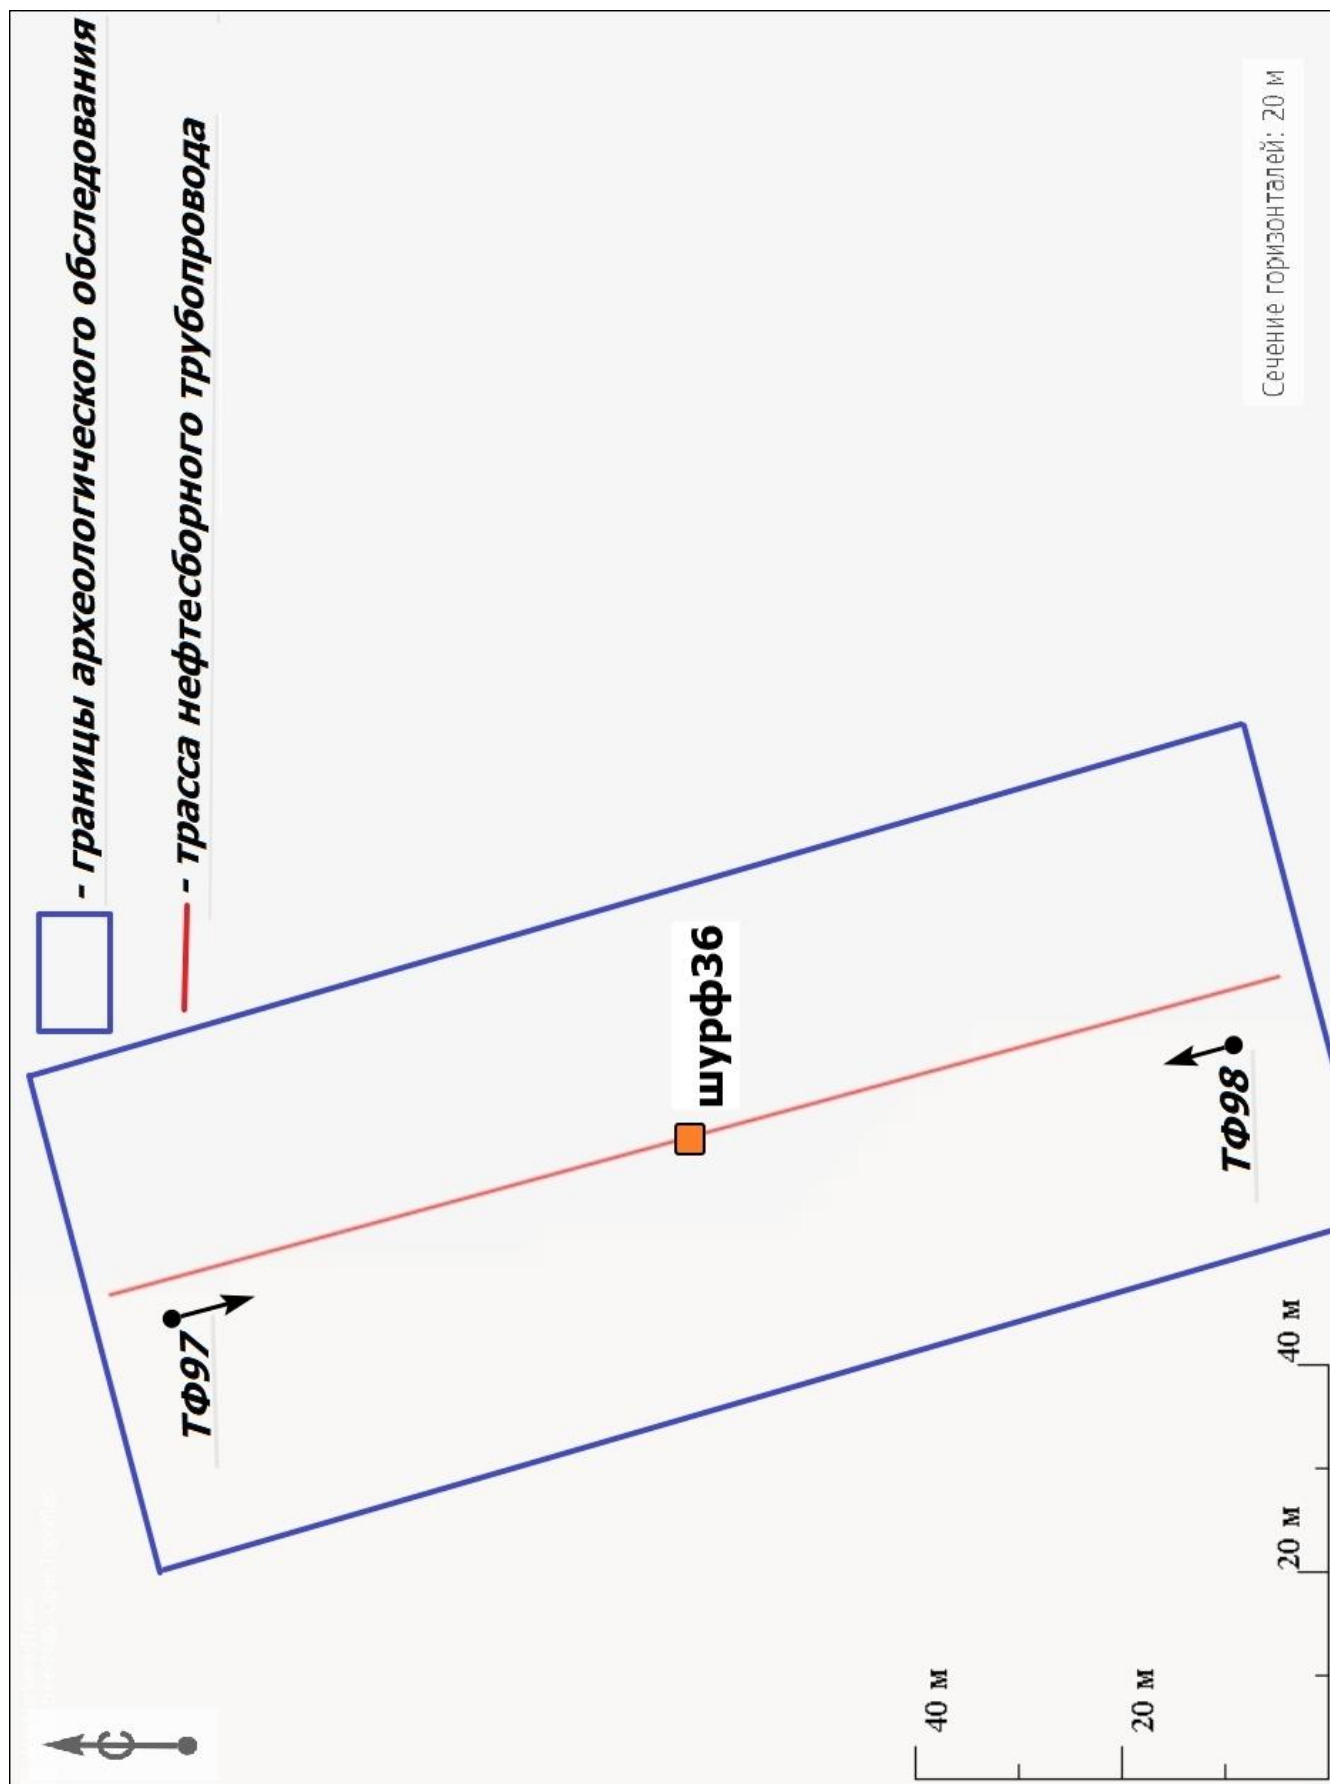 - границы археологического обследования
- трасса нефтесборного трубопровода
С
ТФ97
шурф36
ТФ98
40 м
20 м
20 м
40 м
Сечение горизонталей: 20 м